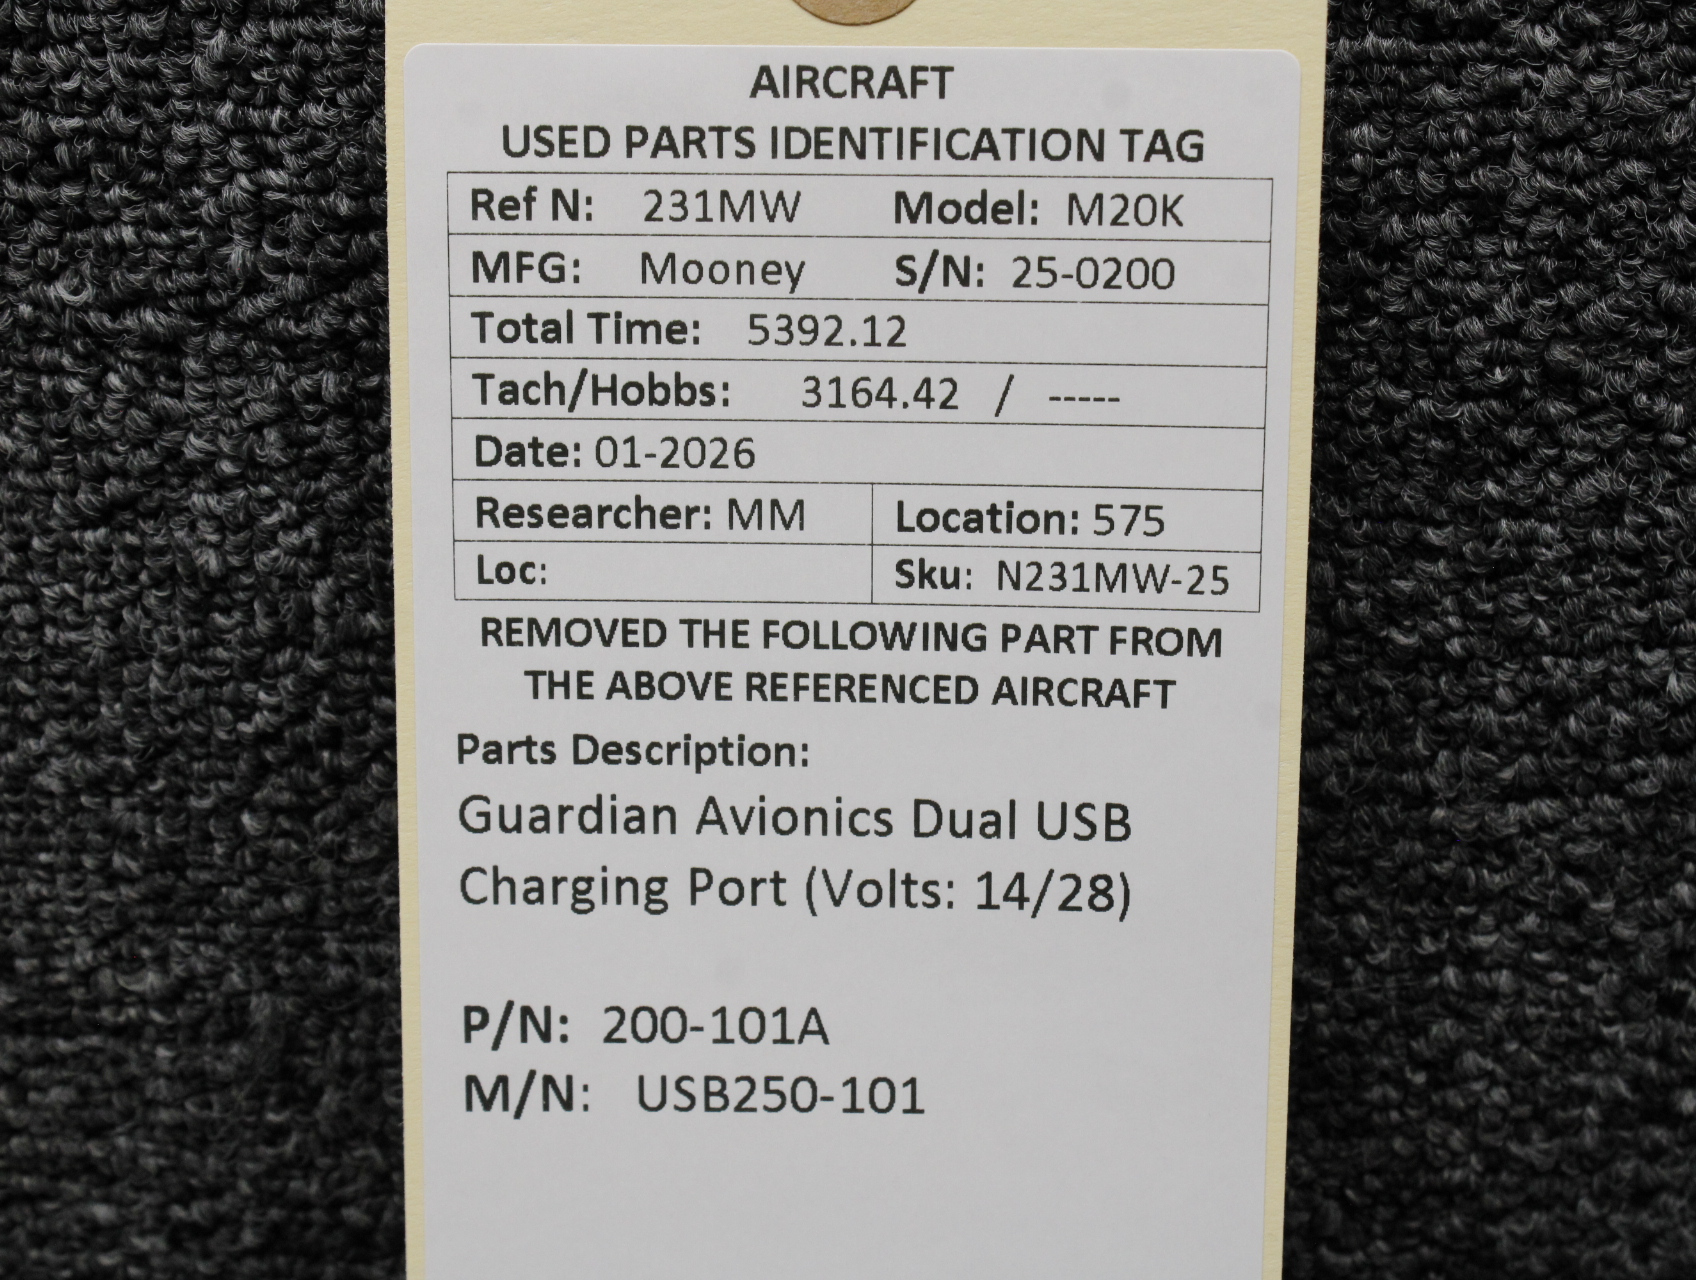 AIRCRAFT
USED PARTS IDENTIFICATION TAG
Ref N: 231MW Model: M20K
MFG: Mooney S/N: 25-0200
Total Time: 5392.12
Tach/Hobbs: 3164.42 / -----
Date: 01-2026
Researcher: MM Location: 575
Loc: Sku: N231MW-25
REMOVED THE FOLLOWING PART FROM
THE ABOVE REFERENCED AIRCRAFT
Parts Description:
Guardian Avionics Dual USB
Charging Port (Volts: 14/28)
P/N: 200-101A
M/N: USB250-101